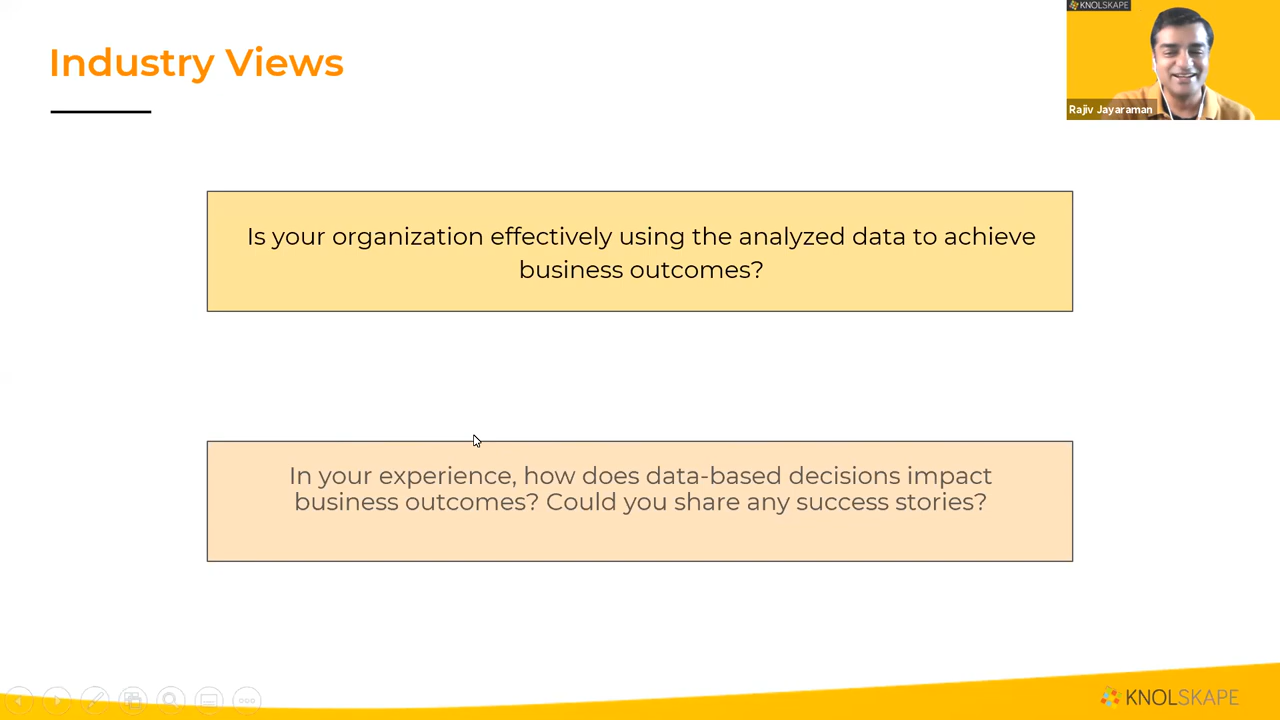 Industry Views
KNOLSKAPE
Rajiv Jayaraman
Is your organization effectively using the analyzed data to achieve
business outcomes?
In your experience, how does data-based decisions impact
business outcomes? Could you share any success stories?
KNOLSKAPE